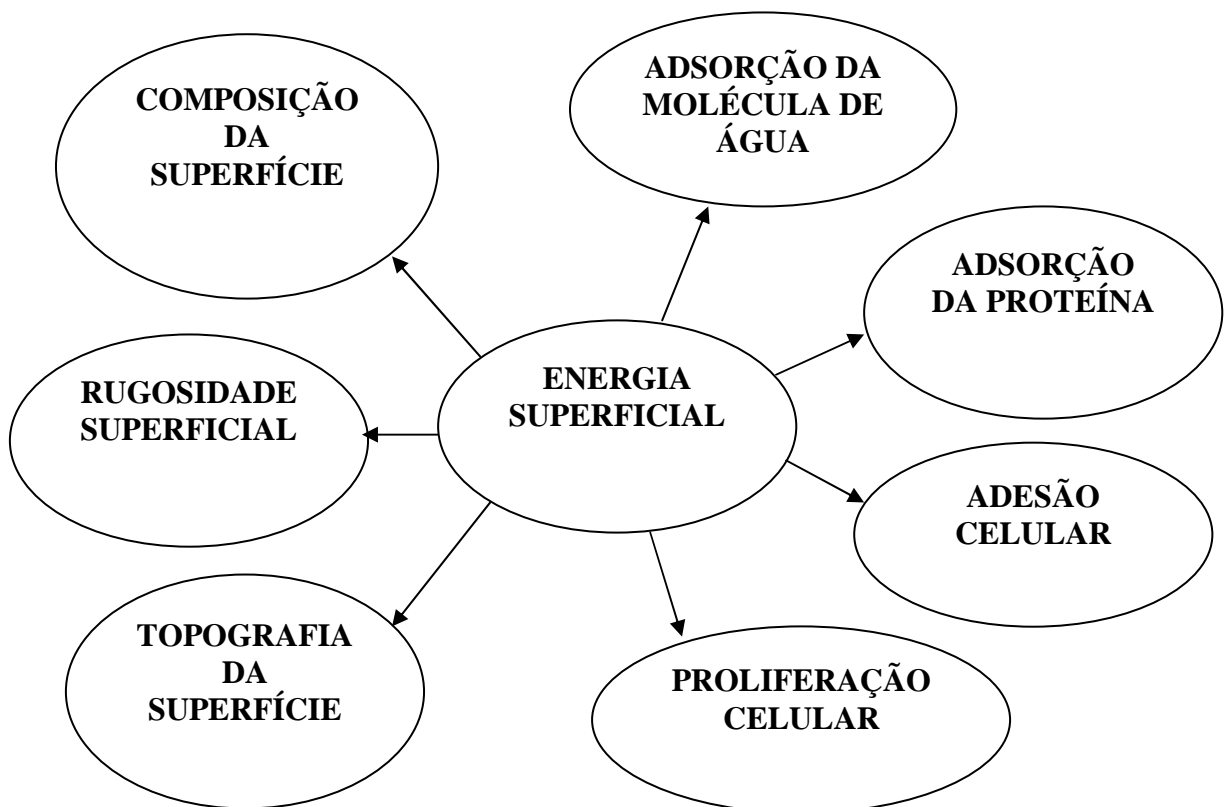 COMPOSIÇÃO
DA
SUPERFÍCIE
ADSORÇÃO DA
MOLÉCULA DE
ÁGUA
ADSORÇÃO
DA PROTEÍNA
ENERGIA
SUPERFICIAL
RUGOSIDADE
SUPERFICIAL
ADESÃO
CELULAR
TOPOGRAFIA
DA
SUPERFÍCIE
PROLIFERAÇÃO
CELULAR